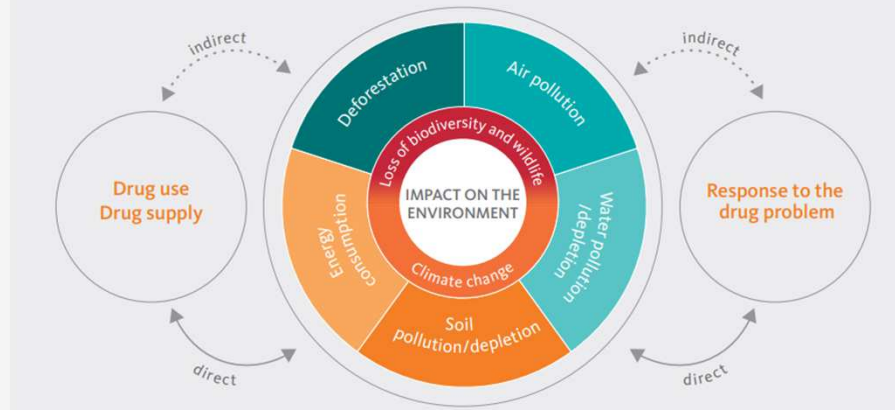 indirect
indirect
Deforestation
Air pollution
Loss of biodiversity and wildlife
Drug use
Drug supply
IMPACT ON THE
ENVIRONMENT
Response to the
drug problem
Energy
consumption
Water pollution
/depletion
Climate change
Soil
pollution/depletion
direct
direct